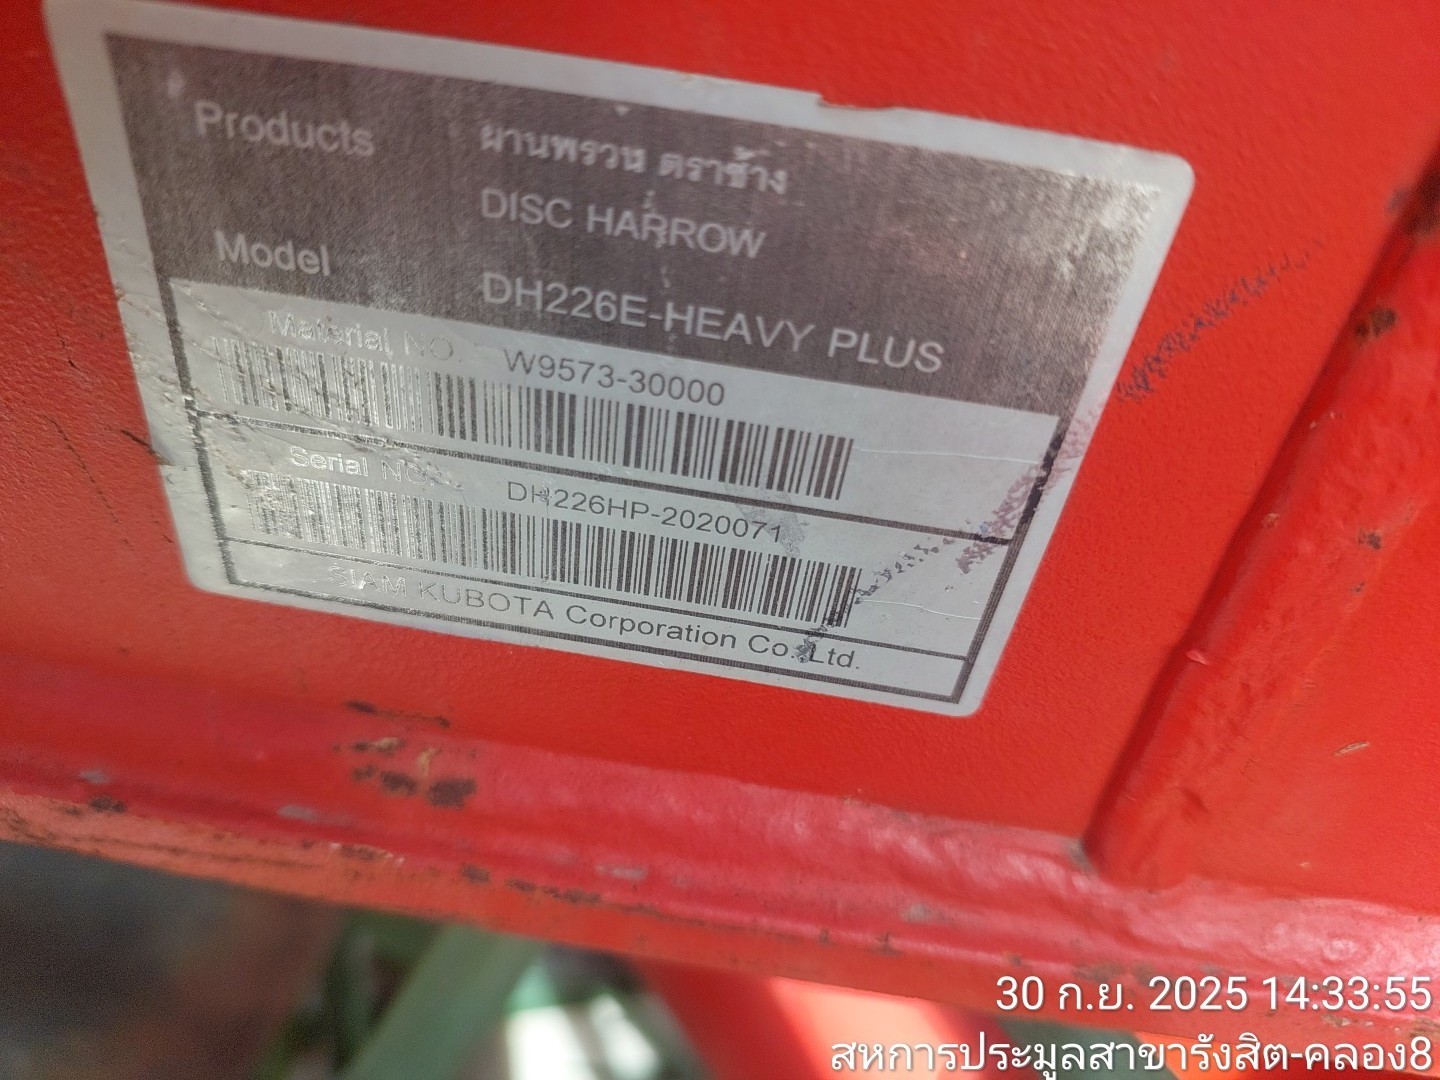 Products ผานพรวน ตราช้าง
DISC HARROW
Model DH226E-HEAVY PLUS
Material NO. W9573-30000
Serial NO. DH226HP-2020071
SIAM KUBOTA Corporation Co.,Ltd.
30 ก.ย. 2025 14:33:55
สหการประมูลสาขารังสิต-คลอง8